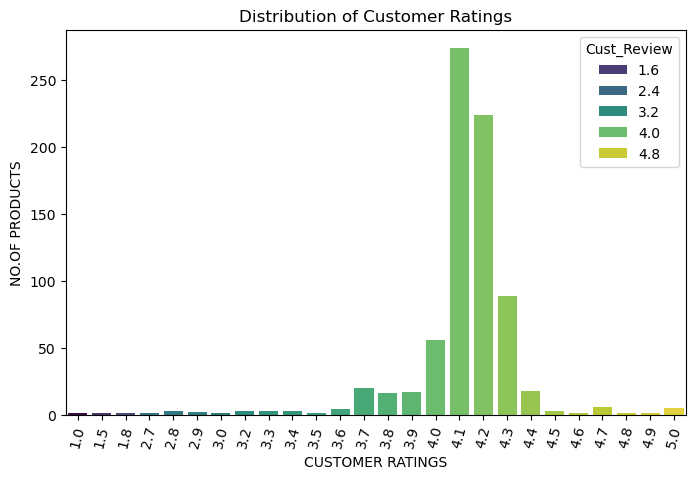 Distribution of Customer Ratings
Cust_Review
1.6
2.4
3.2
4.0
4.8
NO.OF PRODUCTS
250
200
150
100
50
0
1.0 1.5 1.8 2.7 2.8 2.9 3.0 3.2 3.3 3.4 3.5 3.6 3.7 3.8 3.9 4.0 4.1 4.2 4.3 4.4 4.5 4.6 4.7 4.8 4.9 5.0
CUSTOMER RATINGS